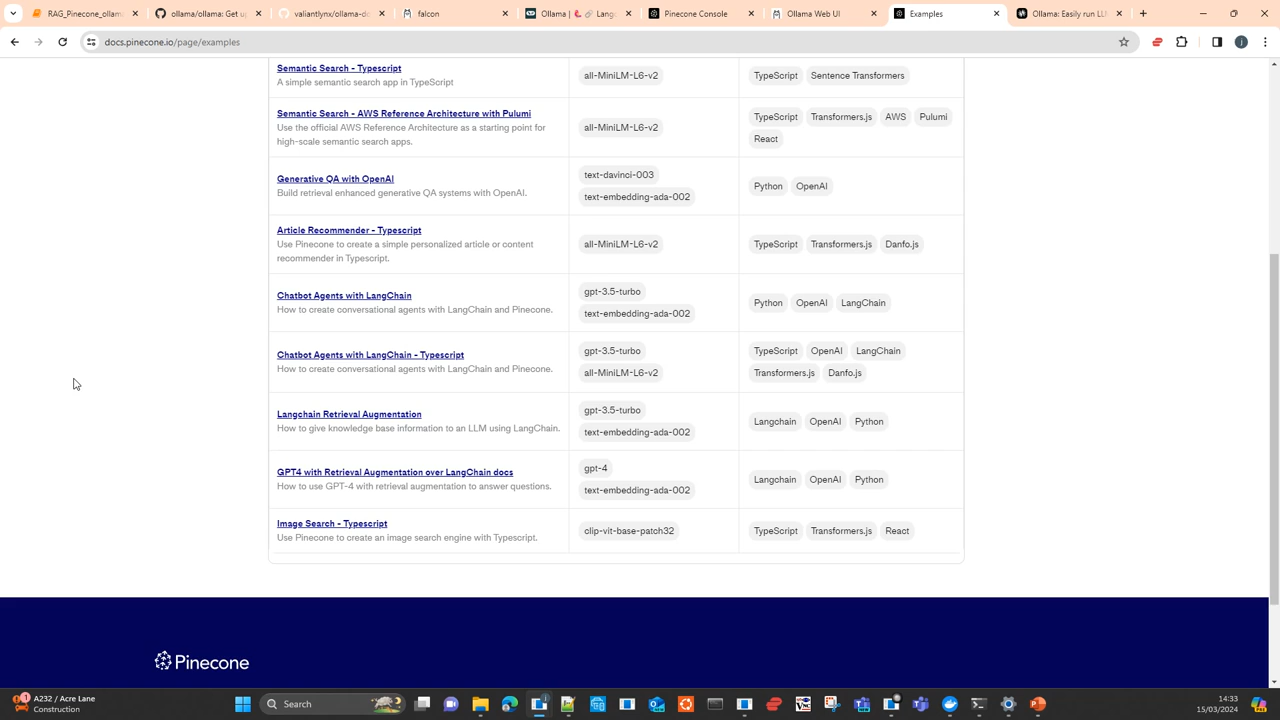 RAG_Pinecone_ollam
ollama/ollama: Get up
valiantlynx/ollama-do
falcon
Ollama | 🦜️🔗 Lang
Pinecone Console
Ollama Web UI
Examples
Ollama: Easily run LL
docs.pinecone.io/page/examples
Semantic Search - Typescript
A simple semantic search app in TypeScript
all-MiniLM-L6-v2
TypeScript Sentence Transformers
Semantic Search - AWS Reference Architecture with Pulumi
Use the official AWS Reference Architecture as a starting point for
high-scale semantic search apps.
all-MiniLM-L6-v2
TypeScript Transformers.js AWS Pulumi
React
Generative QA with OpenAI
Build retrieval enhanced generative QA systems with OpenAI.
text-davinci-003
text-embedding-ada-002
Python OpenAI
Article Recommender - Typescript
Use Pinecone to create a simple personalized article or content
recommender in Typescript.
all-MiniLM-L6-v2
TypeScript Transformers.js Danfo.js
Chatbot Agents with LangChain
How to create conversational agents with LangChain and Pinecone.
gpt-3.5-turbo
text-embedding-ada-002
Python OpenAI LangChain
Chatbot Agents with LangChain - Typescript
How to create conversational agents with LangChain and Pinecone.
gpt-3.5-turbo
all-MiniLM-L6-v2
TypeScript OpenAI LangChain
Transformers.js Danfo.js
Langchain Retrieval Augmentation
How to give knowledge base information to an LLM using LangChain.
gpt-3.5-turbo
text-embedding-ada-002
Langchain OpenAI Python
GPT4 with Retrieval Augmentation over LangChain docs
How to use GPT-4 with retrieval augmentation to answer questions.
gpt-4
text-embedding-ada-002
Langchain OpenAI Python
Image Search - Typescript
Use Pinecone to create an image search engine with Typescript.
clip-vit-base-patch32
TypeScript Transformers.js React
Pinecone
1
A232 / Acre Lane
Construction
Search
14:33
15/03/2024